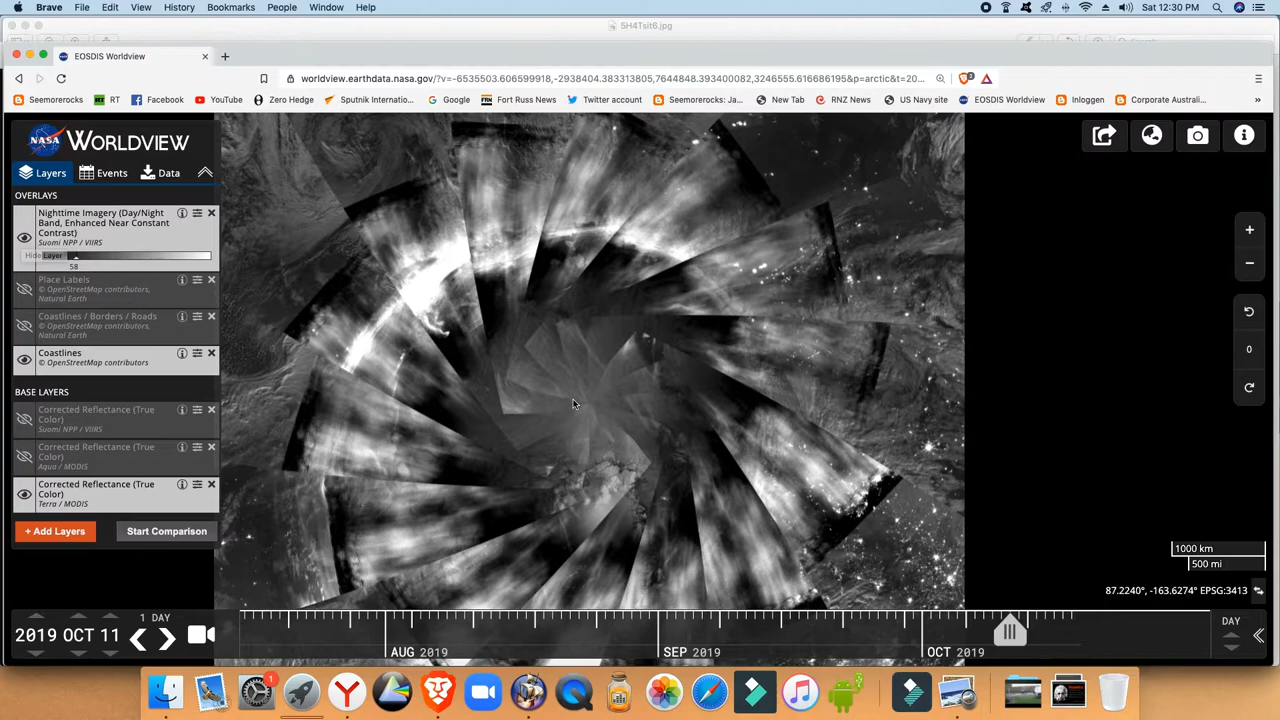 Brave File Edit View History Bookmarks People Window Help Sat 12:30 PM
5H4Tsit6.jpg
EOSDIS Worldview
worldview.earthdata.nasa.gov/?v=-6535503.606599918,-2938404.383313805,7644848.393400082,3246555.616686195&p=arctic&t=20... 3
Seemorerocks RT Facebook YouTube Zero Hedge Sputnik Internatio... Google FRN Fort Russ News Twitter account Seemorerocks: Ja... New Tab RNZ News US Navy site EOSDIS Worldview Inloggen Corporate Australi... »
NASA WORLDVIEW
Layers Events Data
OVERLAYS
Nighttime Imagery (Day/Night
Band, Enhanced Near Constant
Contrast)
Suomi NPP / VIIRS
Hide Layer
58
Place Labels
© OpenStreetMap contributors,
Natural Earth
Coastlines / Borders / Roads
© OpenStreetMap contributors,
Natural Earth
Coastlines
© OpenStreetMap contributors
BASE LAYERS
Corrected Reflectance (True
Color)
Suomi NPP / VIIRS
Corrected Reflectance (True
Color)
Aqua / MODIS
Corrected Reflectance (True
Color)
Terra / MODIS
+ Add Layers Start Comparison
0
1000 km
500 mi
87.2240°, -163.6274° EPSG:3413
1 DAY
2019 OCT 11
AUG 2019 SEP 2019 OCT 2019
DAY
1